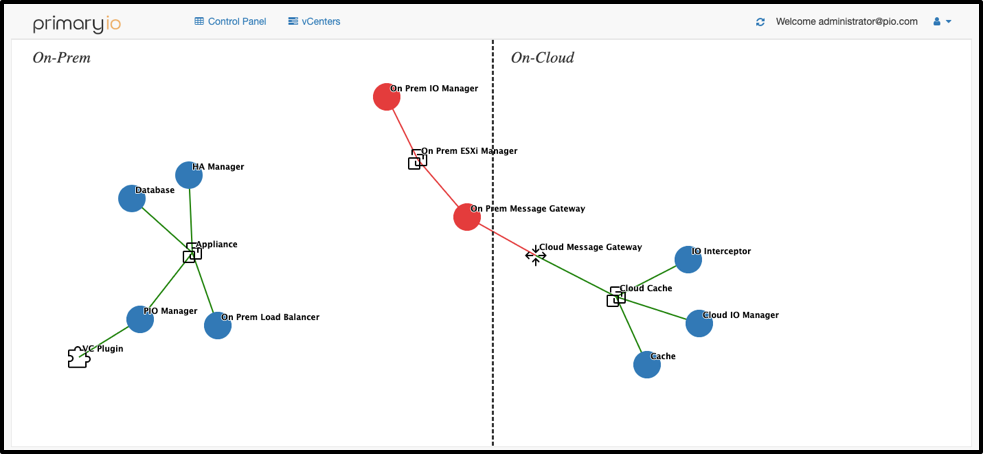 primaryio
Control Panel
vCenters
Welcome administrator@pio.com
On-Prem
On-Cloud
On Prem IO Manager
On Prem ESXi Manager
HA Manager
Database
On Prem Message Gateway
Appliance
Cloud Message Gateway
IO Interceptor
Cloud Cache
PIO Manager
On Prem Load Balancer
Cloud IO Manager
VC Plugin
Cache